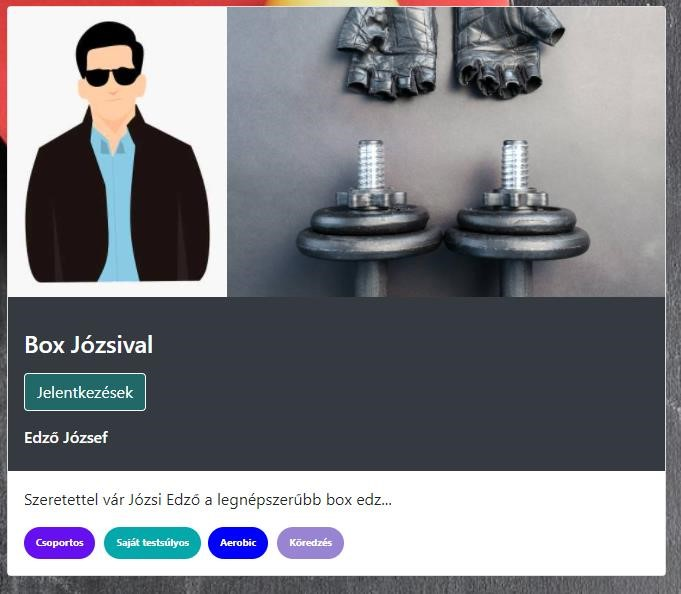 Box Józsival
Jelentkezések
Edző József
Szeretettel vár Józsi Edző a legnépszerűbb box edz...
Csoportos Saját testsúlyos Aerobic Köredzés